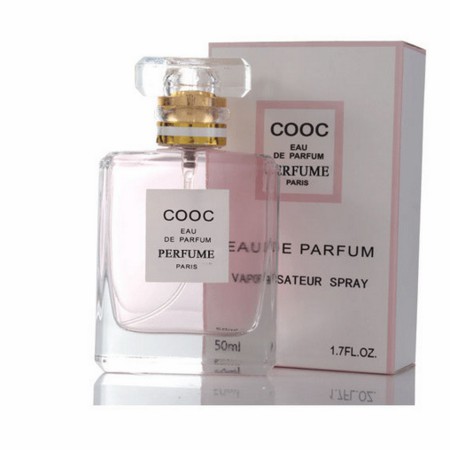 COOC
EAU
DE PARFUM
PERFUME
PARIS
50ml
COOC
EAU
DE PARFUM
PERFUME
PARIS
EAU DE PARFUM
SATEUR SPRAY
1.7FL.OZ.